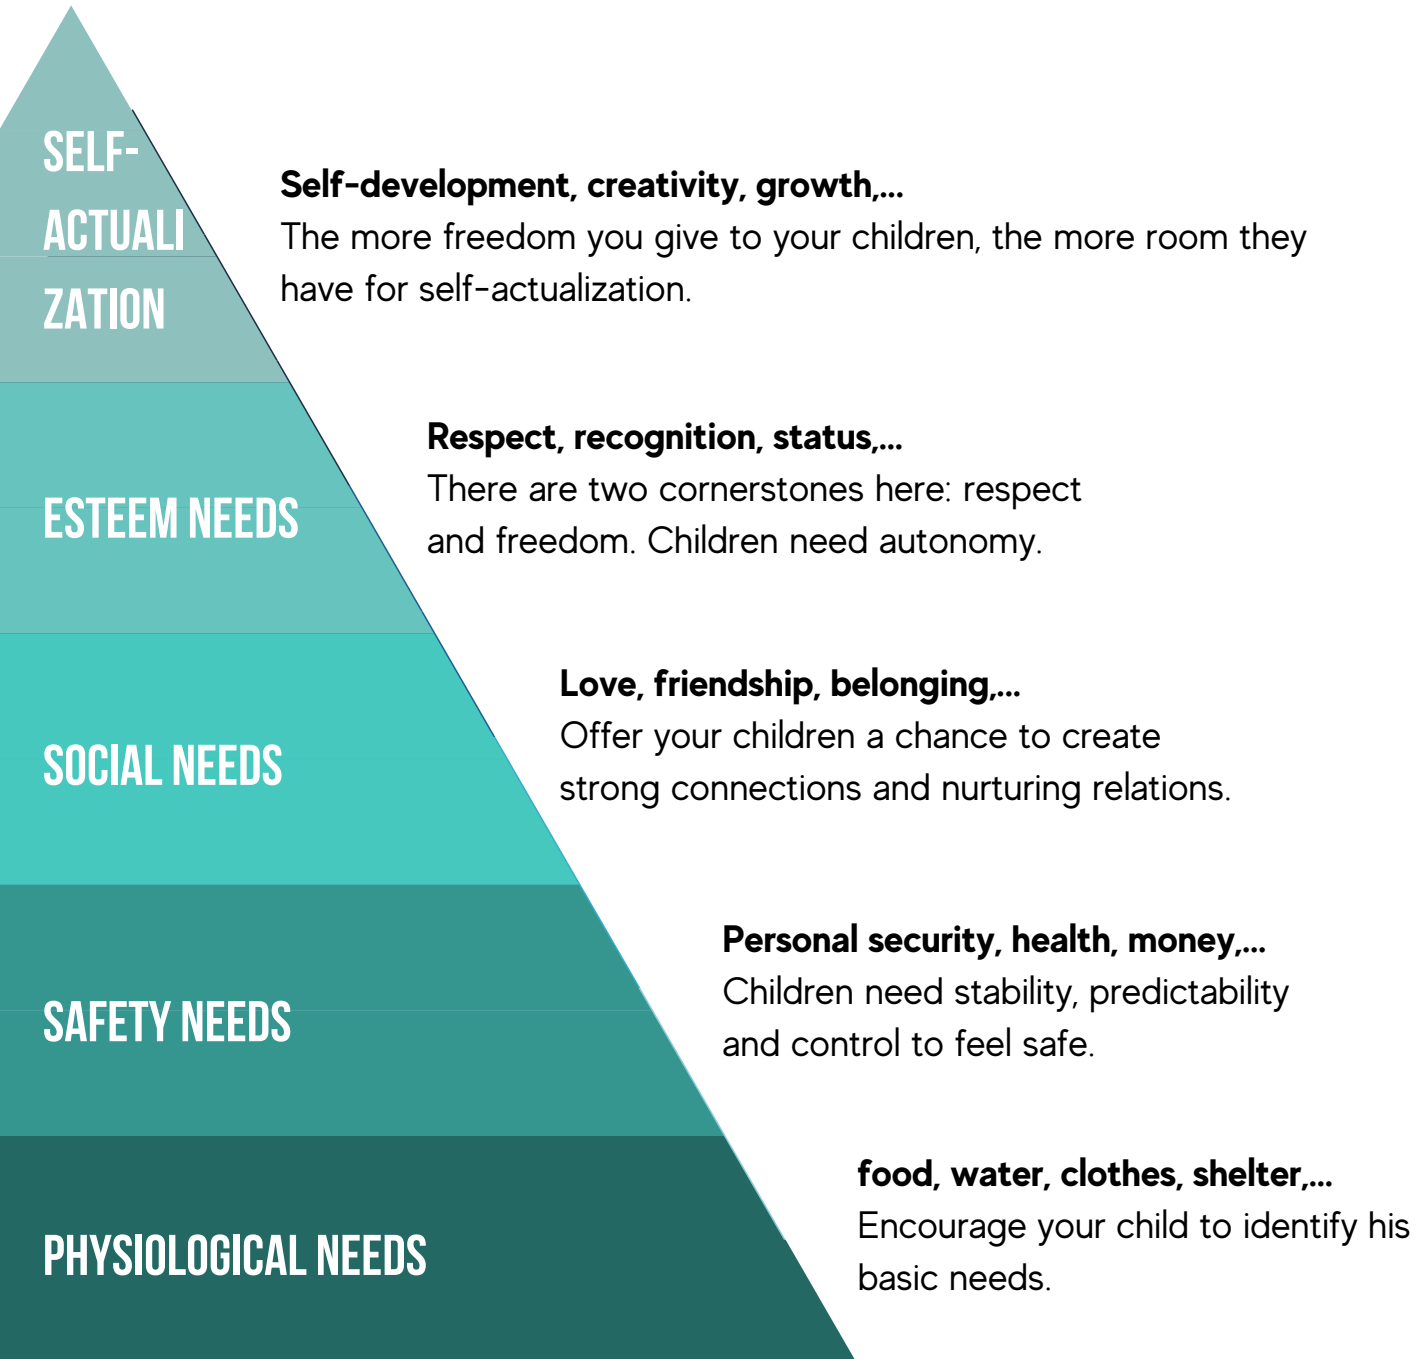 SELF-
ACTUALI
ZATION
Self-development, creativity, growth,...
The more freedom you give to your children, the more room they
have for self-actualization.
ESTEEM NEEDS
Respect, recognition, status,...
There are two cornerstones here: respect
and freedom. Children need autonomy.
SOCIAL NEEDS
Love, friendship, belonging,...
Offer your children a chance to create
strong connections and nurturing relations.
SAFETY NEEDS
Personal security, health, money,...
Children need stability, predictability
and control to feel safe.
PHYSIOLOGICAL NEEDS
food, water, clothes, shelter,...
Encourage your child to identify his
basic needs.